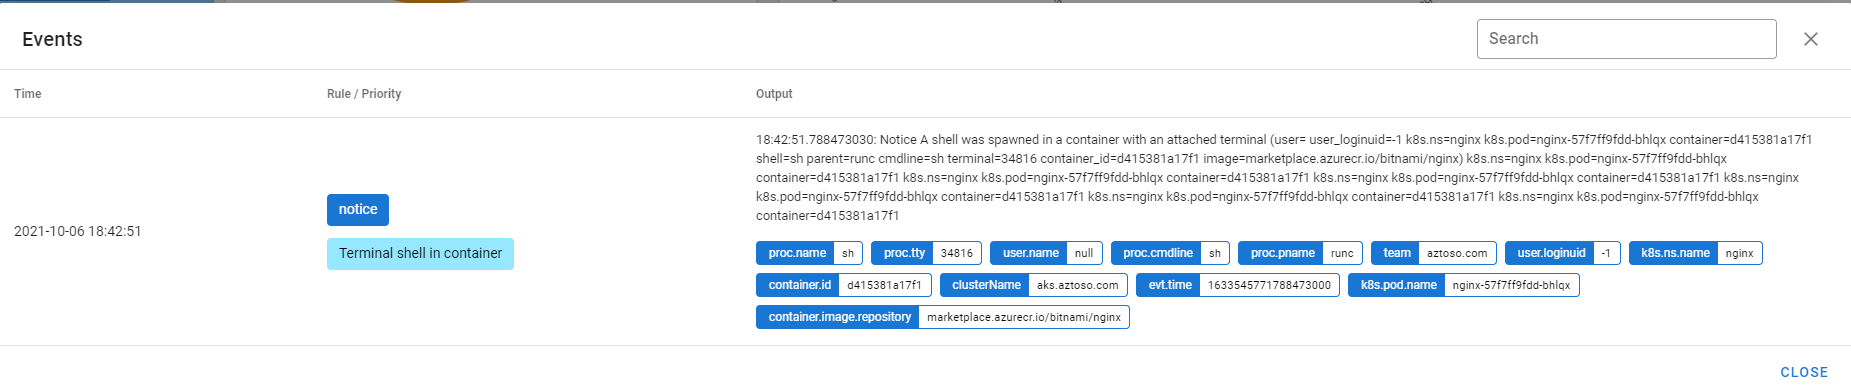 Events
Search
Time
Rule / Priority
Output
2021-10-06 18:42:51
notice
Terminal shell in container
18:42:51.788473030: Notice A shell was spawned in a container with an attached terminal (user= user_loginuid=-1 k8s.ns=nginx k8s.pod=nginx-57f7ff9fdd-bhlqx container=d415381a17f1
shell=sh parent=runc cmdline=sh terminal=34816 container_id=d415381a17f1 image=marketplace.azurecr.io/bitnami/nginx) k8s.ns=nginx k8s.pod=nginx-57f7ff9fdd-bhlqx
container=d415381a17f1 k8s.ns=nginx k8s.pod=nginx-57f7ff9fdd-bhlqx container=d415381a17f1 k8s.ns=nginx k8s.pod=nginx-57f7ff9fdd-bhlqx container=d415381a17f1 k8s.ns=nginx
k8s.pod=nginx-57f7ff9fdd-bhlqx container=d415381a17f1 k8s.ns=nginx k8s.pod=nginx-57f7ff9fdd-bhlqx container=d415381a17f1 k8s.ns=nginx k8s.pod=nginx-57f7ff9fdd-bhlqx
container=d415381a17f1
proc.name sh proc.tty 34816 user.name null proc.cmdline sh proc.pname runc team aztoso.com user.loginuid -1 k8s.ns.name nginx
container.id d415381a17f1 clusterName aks.aztoso.com evt.time 1633545771788473000 k8s.pod.name nginx-57f7ff9fdd-bhlqx
container.image.repository marketplace.azurecr.io/bitnami/nginx
CLOSE